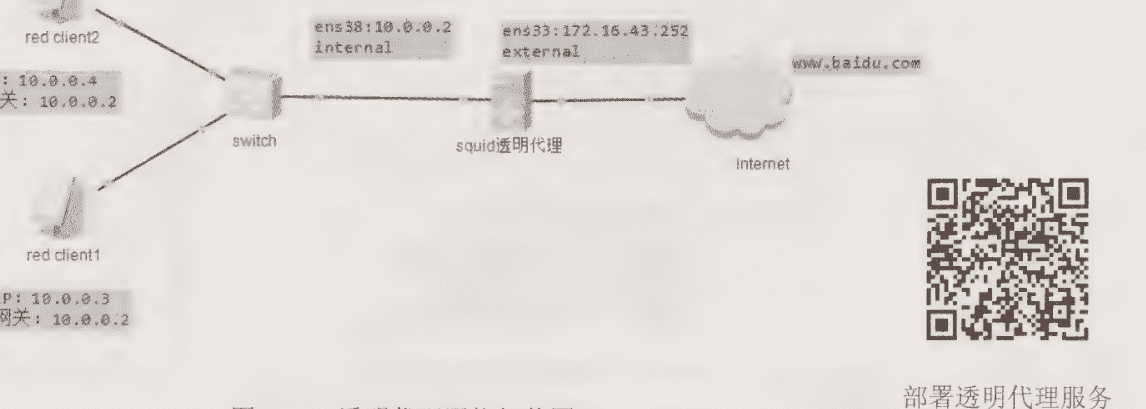 ens38:10.0.0.2
internal
ens33:172.16.43.252
external
www.baidu.com
red client2
: 10.0.0.4
关: 10.0.0.2
switch
squid透明代理
Internet
red client1
P: 10.0.0.3
网关: 10.0.0.2
部署透明代理服务